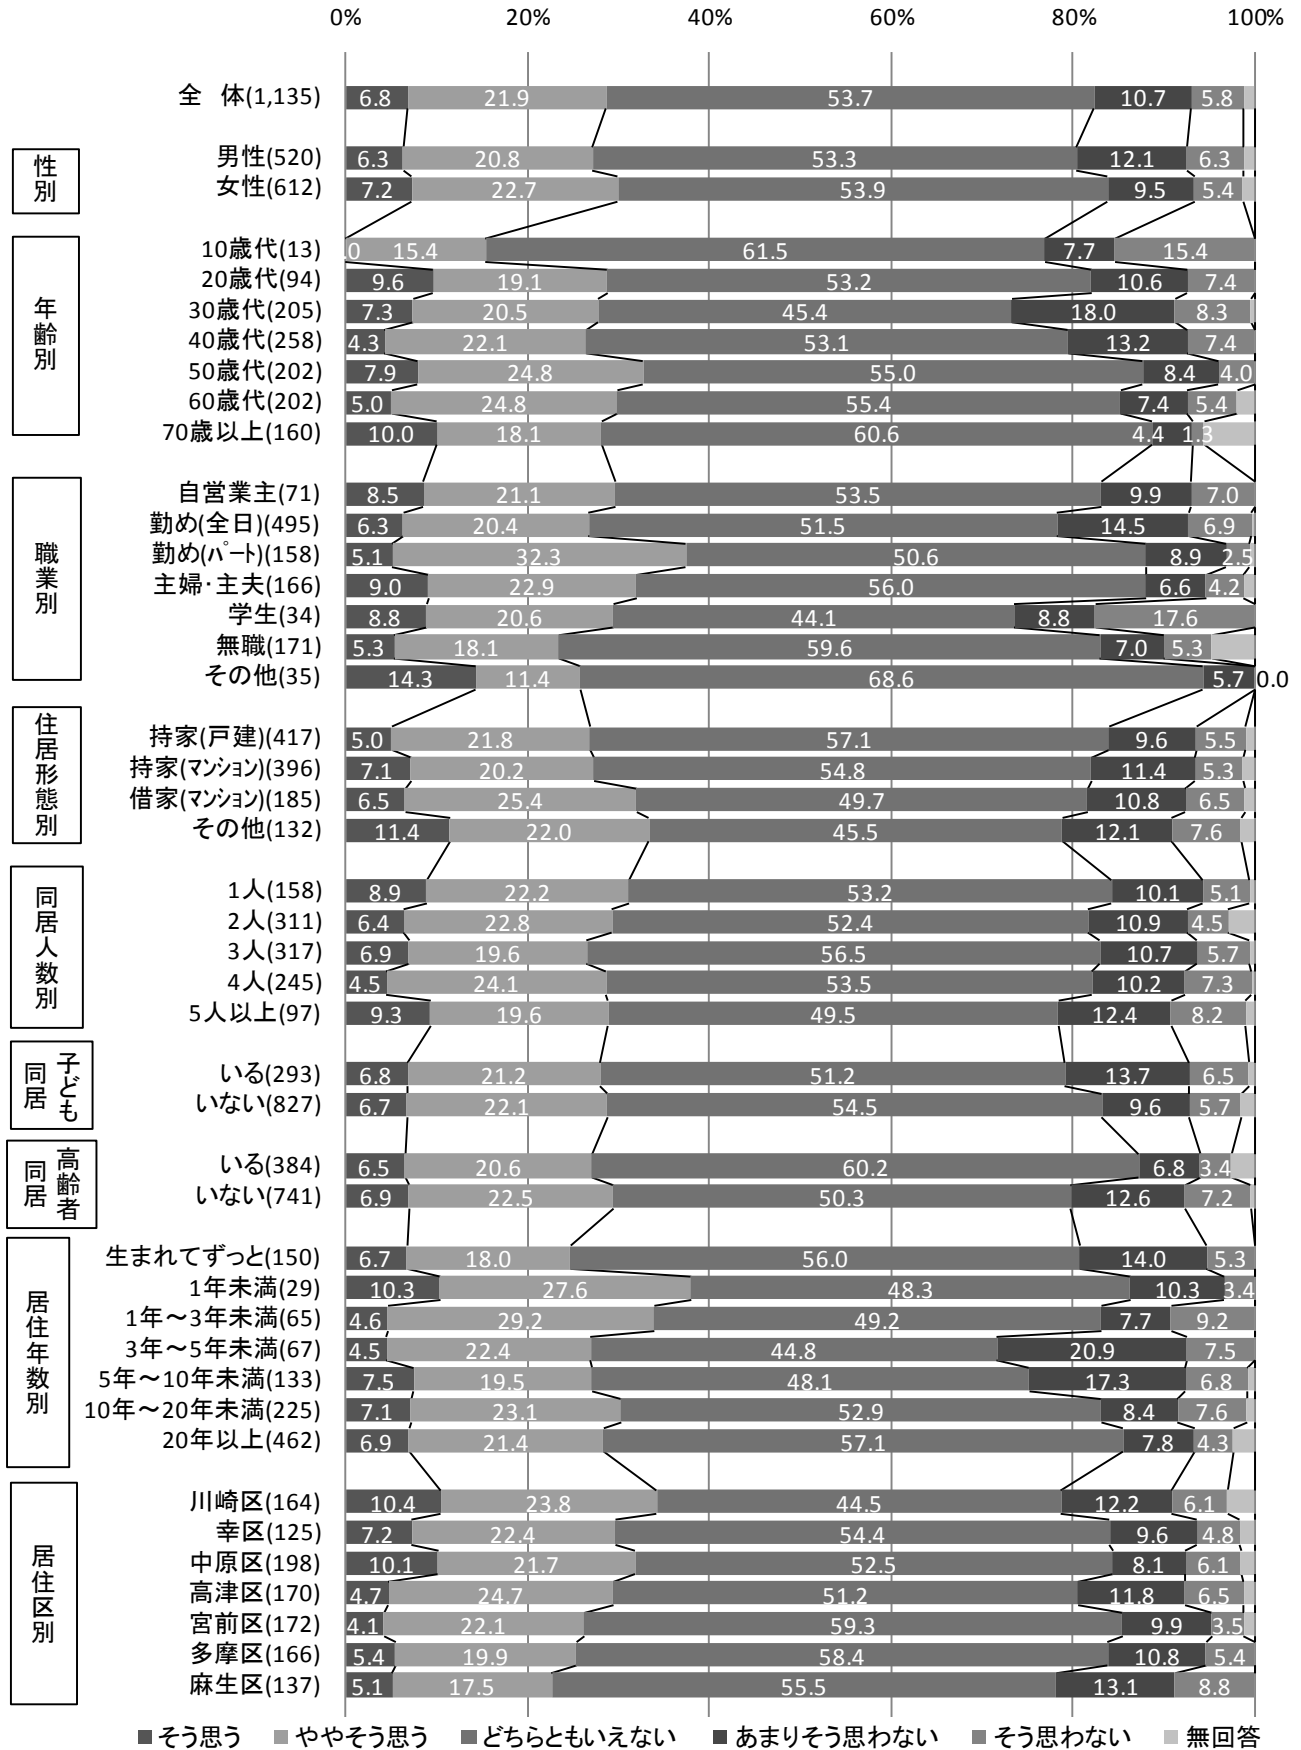 0% 20% 40% 60% 80% 100%
全 体(1,135) 6.8 21.9 53.7 10.7 5.8
性別
男性(520) 6.3 20.8 53.3 12.1 6.3
女性(612) 7.2 22.7 53.9 9.5 5.4
年齢別
10歳代(13) .0 15.4 61.5 7.7 15.4
20歳代(94) 9.6 19.1 53.2 10.6 7.4
30歳代(205) 7.3 20.5 45.4 18.0 8.3
40歳代(258) 4.3 22.1 53.1 13.2 7.4
50歳代(202) 7.9 24.8 55.0 8.4 4.0
60歳代(202) 5.0 24.8 55.4 7.4 5.4
70歳以上(160) 10.0 18.1 60.6 4.4 1.3
職業別
自営業主(71) 8.5 21.1 53.5 9.9 7.0
勤め(全日)(495) 6.3 20.4 51.5 14.5 6.9
勤め(ﾊﾟｰﾄ)(158) 5.1 32.3 50.6 8.9 2.5
主婦･主夫(166) 9.0 22.9 56.0 6.6 4.2
学生(34) 8.8 20.6 44.1 8.8 17.6
無職(171) 5.3 18.1 59.6 7.0 5.3
その他(35) 14.3 11.4 68.6 5.7 0.0
住居形態別
持家(戸建)(417) 5.0 21.8 57.1 9.6 5.5
持家(ﾏﾝｼｮﾝ)(396) 7.1 20.2 54.8 11.4 5.3
借家(ﾏﾝｼｮﾝ)(185) 6.5 25.4 49.7 10.8 6.5
その他(132) 11.4 22.0 45.5 12.1 7.6
同居人数別
1人(158) 8.9 22.2 53.2 10.1 5.1
2人(311) 6.4 22.8 52.4 10.9 4.5
3人(317) 6.9 19.6 56.5 10.7 5.7
4人(245) 4.5 24.1 53.5 10.2 7.3
5人以上(97) 9.3 19.6 49.5 12.4 8.2
子ども
同居
いる(293) 6.8 21.2 51.2 13.7 6.5
いない(827) 6.7 22.1 54.5 9.6 5.7
高齢者
同居
いる(384) 6.5 20.6 60.2 6.8 3.4
いない(741) 6.9 22.5 50.3 12.6 7.2
居住年数別
生まれてずっと(150) 6.7 18.0 56.0 14.0 5.3
1年未満(29) 10.3 27.6 48.3 10.3 3.4
1年～3年未満(65) 4.6 29.2 49.2 7.7 9.2
3年～5年未満(67) 4.5 22.4 44.8 20.9 7.5
5年～10年未満(133) 7.5 19.5 48.1 17.3 6.8
10年～20年未満(225) 7.1 23.1 52.9 8.4 7.6
20年以上(462) 6.9 21.4 57.1 7.8 4.3
居住区別
川崎区(164) 10.4 23.8 44.5 12.2 6.1
幸区(125) 7.2 22.4 54.4 9.6 4.8
中原区(198) 10.1 21.7 52.5 8.1 6.1
高津区(170) 4.7 24.7 51.2 11.8 6.5
宮前区(172) 4.1 22.1 59.3 9.9 3.5
多摩区(166) 5.4 19.9 58.4 10.8 5.4
麻生区(137) 5.1 17.5 55.5 13.1 8.8
そう思う ややそう思う どちらともいえない あまりそう思わない そう思わない 無回答